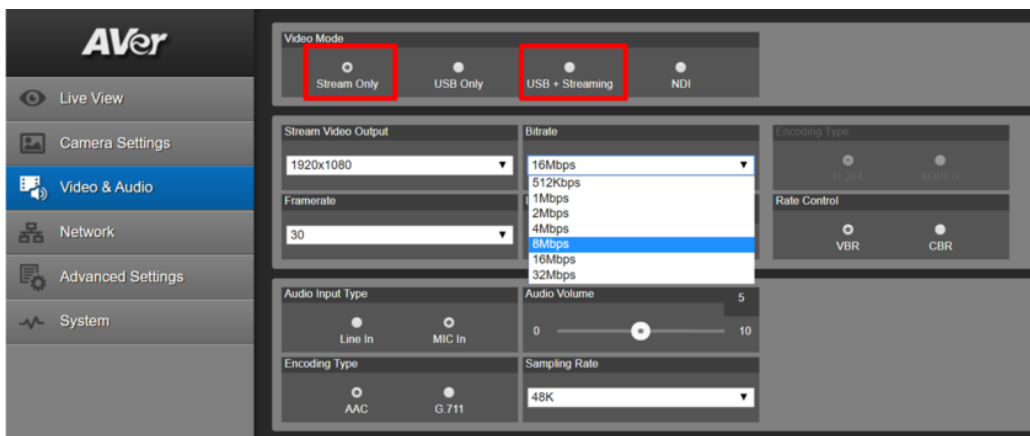 AVer
Live View
Camera Settings
Video & Audio
Network
Advanced Settings
System
Video Mode
Stream Only
USB Only
USB + Streaming
NDI
Stream Video Output
1920x1080
Bitrate
16Mbps
512Kbps
1Mbps
2Mbps
4Mbps
8Mbps
16Mbps
32Mbps
Encoding Type
H.264
MJPEG
Framerate
30
Rate Control
VBR
CBR
Audio Input Type
Line In
MIC In
Audio Volume
5
0
10
Encoding Type
AAC
G.711
Sampling Rate
48K